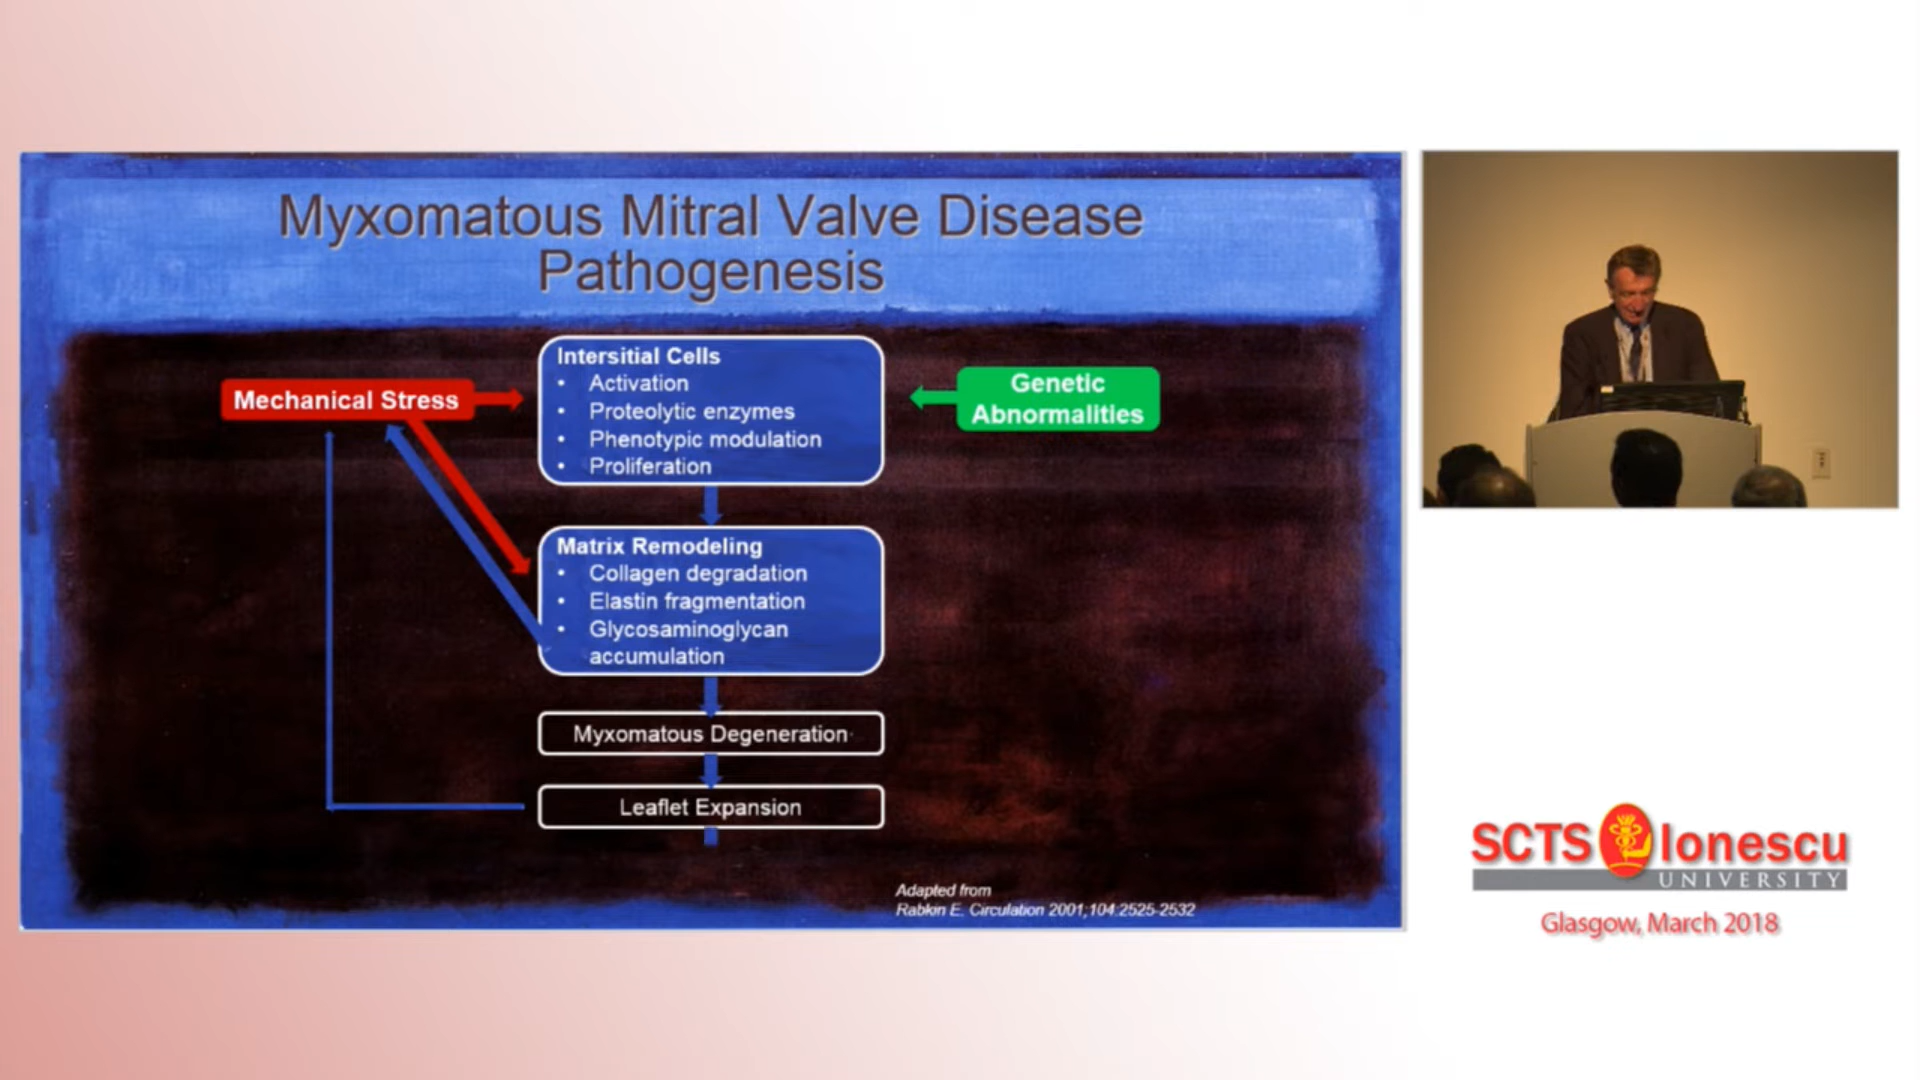 Myxomatous Mitral Valve Disease
Pathogenesis
Mechanical Stress
Intersitial Cells
• Activation
• Proteolytic enzymes
• Phenotypic modulation
• Proliferation
Genetic
Abnormalities
Matrix Remodeling
• Collagen degradation
• Elastin fragmentation
• Glycosaminoglycan
accumulation
Myxomatous Degeneration
Leaflet Expansion
Adapted from
Rabkin E. Circulation 2001;104:2525-2532
SCTS Ionescu
UNIVERSITY
Glasgow, March 2018